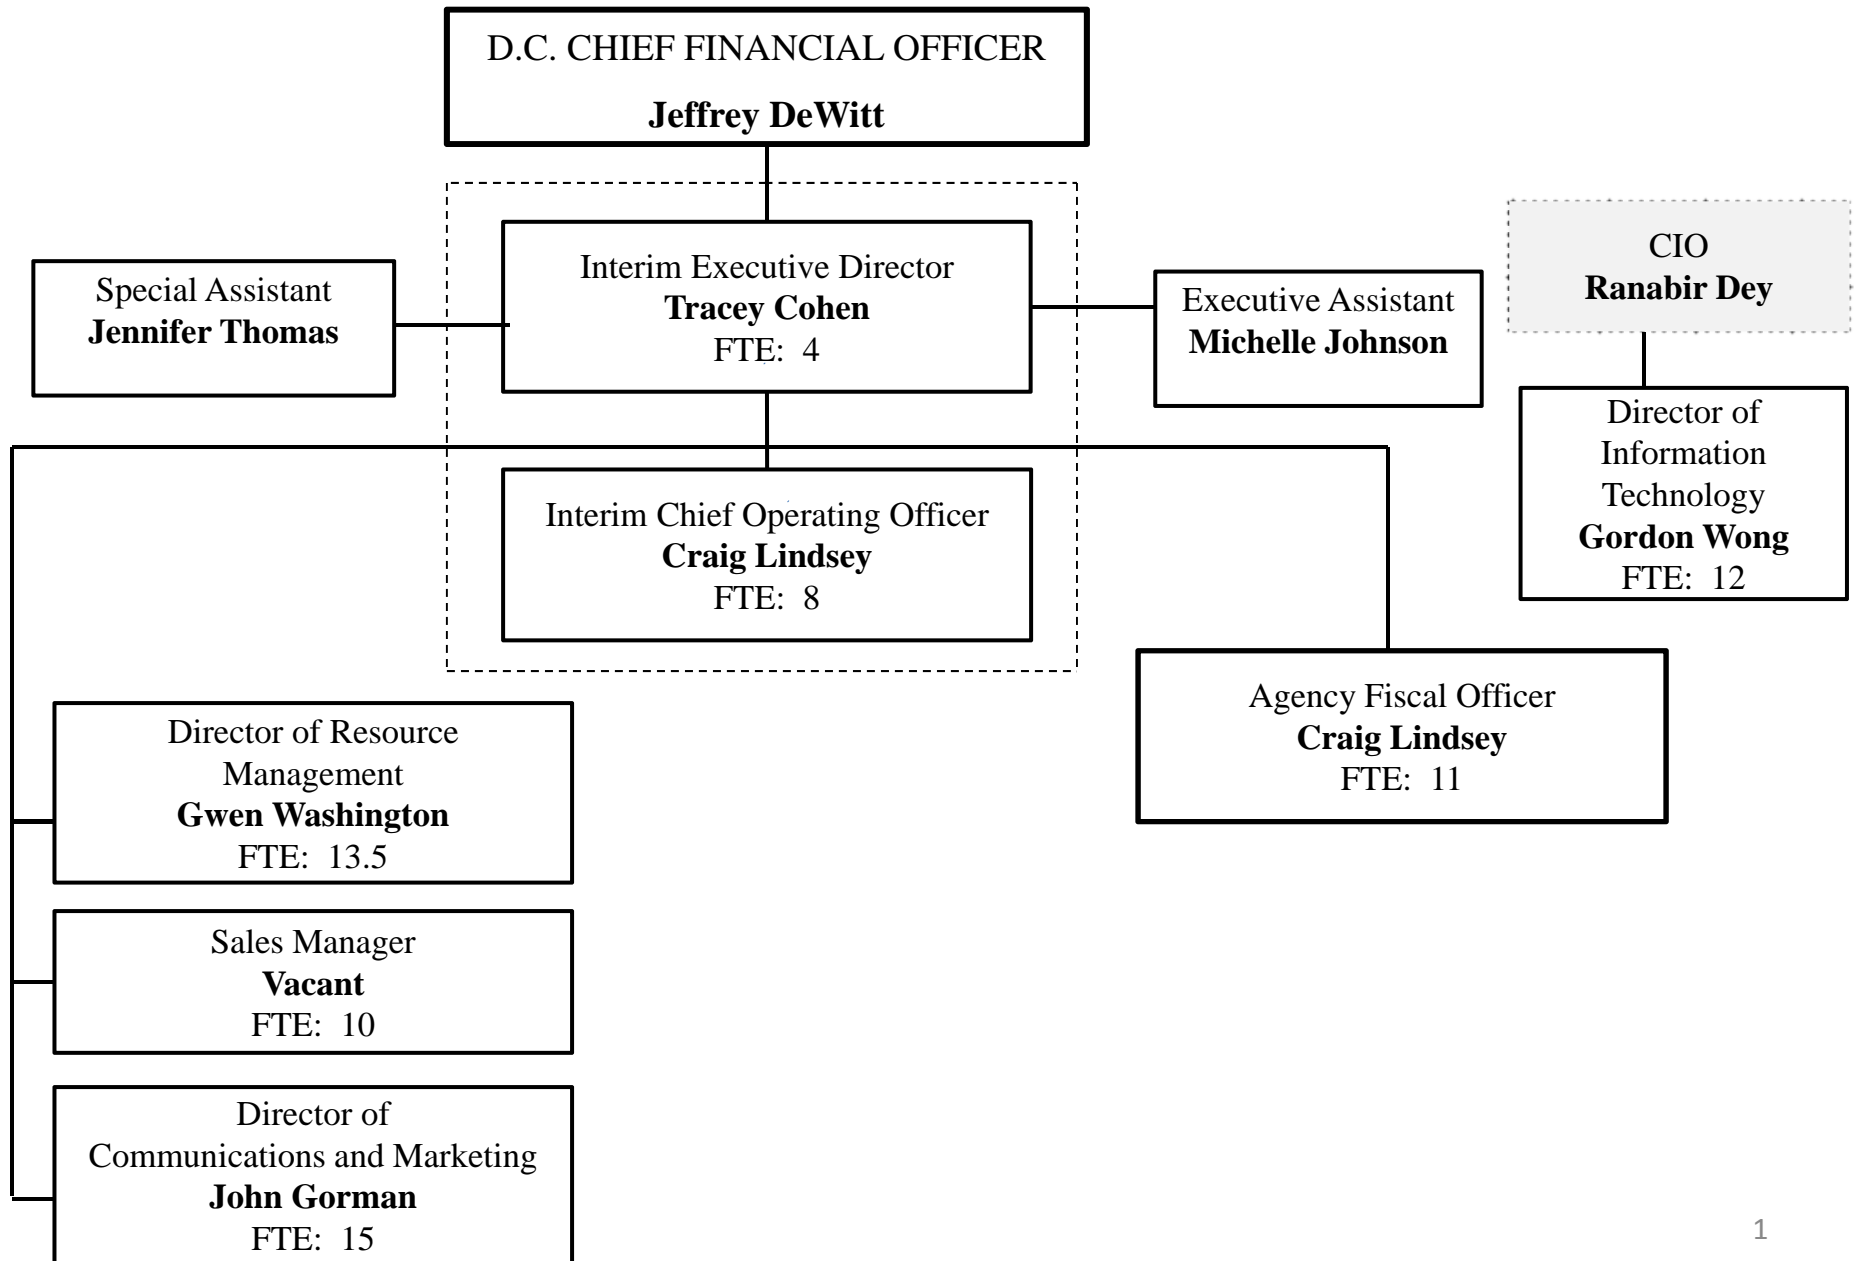 D.C. CHIEF FINANCIAL OFFICER
Jeffrey DeWitt
Interim Executive Director
Tracey Cohen
FTE: 4
Special Assistant
Jennifer Thomas
Executive Assistant
Michelle Johnson
CIO
Ranabir Dey
Director of
Information
Technology
Gordon Wong
FTE: 12
Interim Chief Operating Officer
Craig Lindsey
FTE: 8
Agency Fiscal Officer
Craig Lindsey
FTE: 11
Director of Resource
Management
Gwen Washington
FTE: 13.5
Sales Manager
Vacant
FTE: 10
Director of
Communications and Marketing
John Gorman
FTE: 15
1